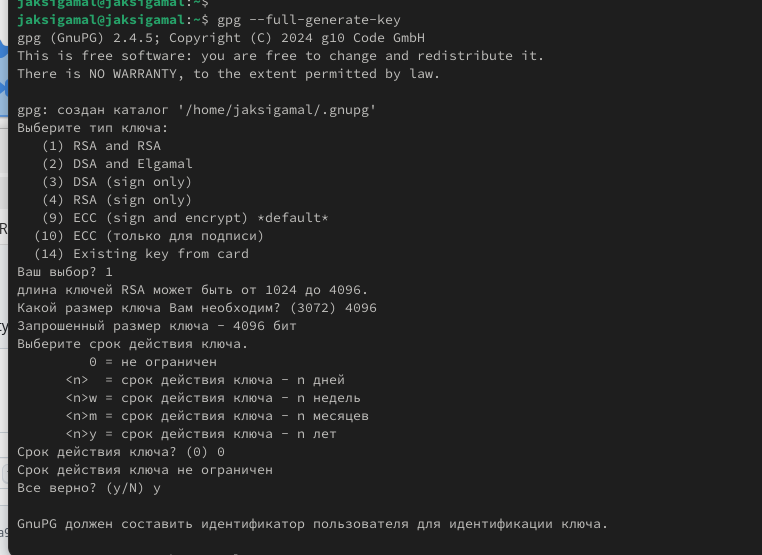 jaksigamal@jaksigamal:~$
jaksigamal@jaksigamal:~$ gpg --full-generate-key
gpg (GnuPG) 2.4.5; Copyright (C) 2024 g10 Code GmbH
This is free software: you are free to change and redistribute it.
There is NO WARRANTY, to the extent permitted by law.

gpg: создан каталог '/home/jaksigamal/.gnupg'
Выберите тип ключа:
   (1) RSA and RSA
   (2) DSA and Elgamal
   (3) DSA (sign only)
   (4) RSA (sign only)
   (9) ECC (sign and encrypt) *default*
  (10) ECC (только для подписи)
  (14) Existing key from card
Ваш выбор? 1
длина ключей RSA может быть от 1024 до 4096.
Какой размер ключа Вам необходим? (3072) 4096
Запрошенный размер ключа - 4096 бит
Выберите срок действия ключа.
         0 = не ограничен
      <n>  = срок действия ключа - n дней
      <n>w = срок действия ключа - n недель
      <n>m = срок действия ключа - n месяцев
      <n>y = срок действия ключа - n лет
Срок действия ключа? (0) 0
Срок действия ключа не ограничен
Все верно? (y/N) y

GnuPG должен составить идентификатор пользователя для идентификации ключа.